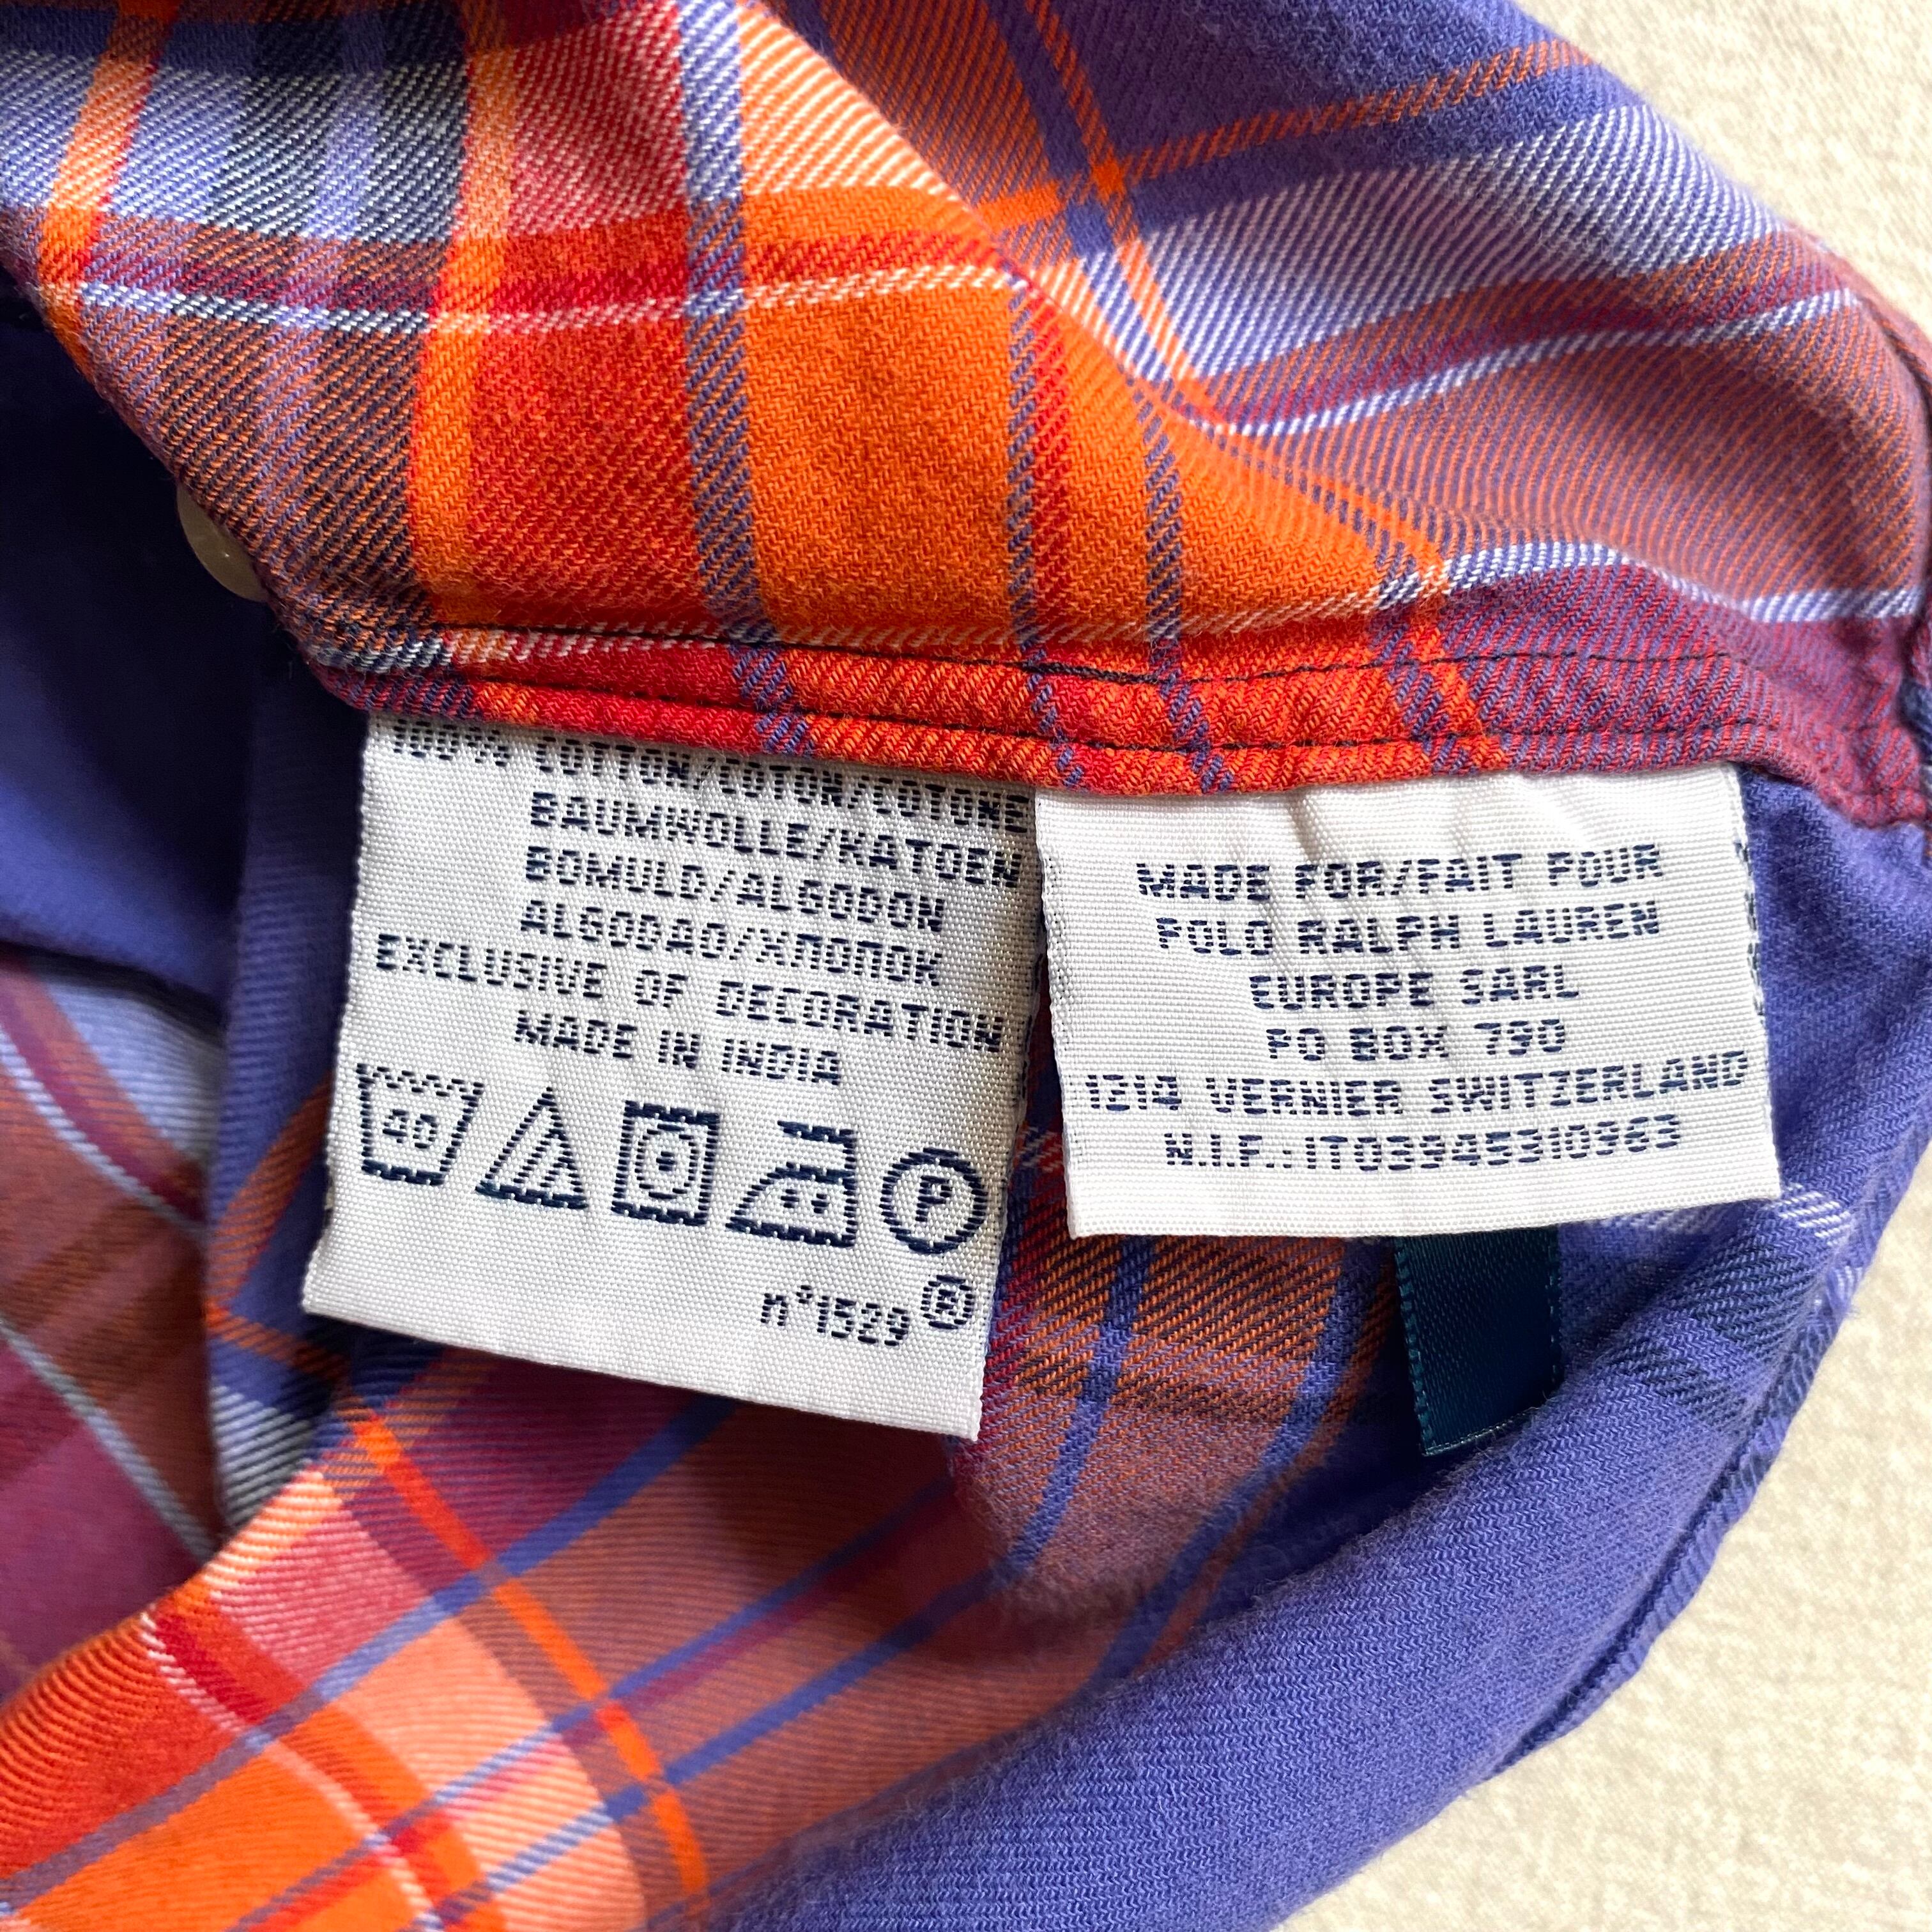 100% COTTON/COTON/COTONE
BAUMWOLLE/KATOEN
BOMULD/ALGODON
ALGODAO/ХЛОПОК
EXCLUSIVE OF DECORATION
MADE IN INDIA
40
P
n°1529 ®
MADE FOR/FAIT POUR
POLO RALPH LAUREN
EUROPE SARL
PO BOX 790
1214 VERNIER SWITZERLAND
N.I.F.:IT03945310963